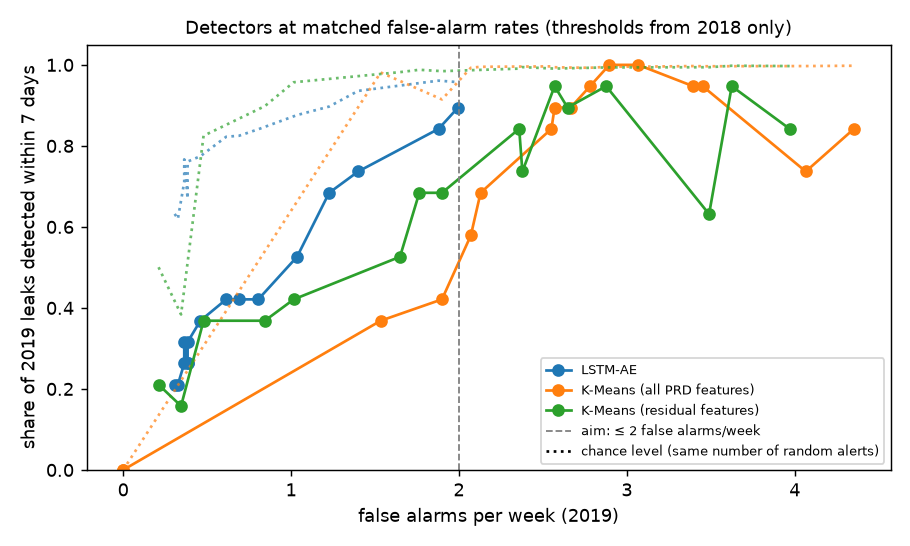 Detectors at matched false-alarm rates (thresholds from 2018 only)
share of 2019 leaks detected within 7 days
1.0
0.8
0.6
0.4
0.2
0.0
LSTM-AE
K-Means (all PRD features)
K-Means (residual features)
aim: ≤ 2 false alarms/week
chance level (same number of random alerts)
0 1 2 3 4
false alarms per week (2019)